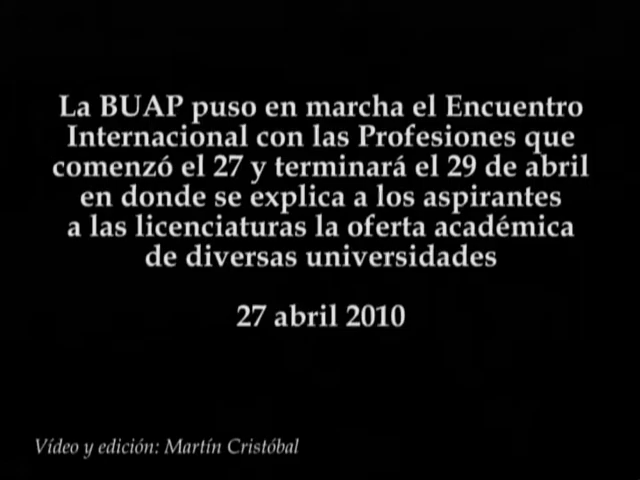 La BUAP puso en marcha el Encuentro
Internacional con las Profesiones que
comenzó el 27 y terminará el 29 de abril
en donde se explica a los aspirantes
a las licenciaturas la oferta académica
de diversas universidades
27 abril 2010
Vídeo y edición: Martín Cristóbal